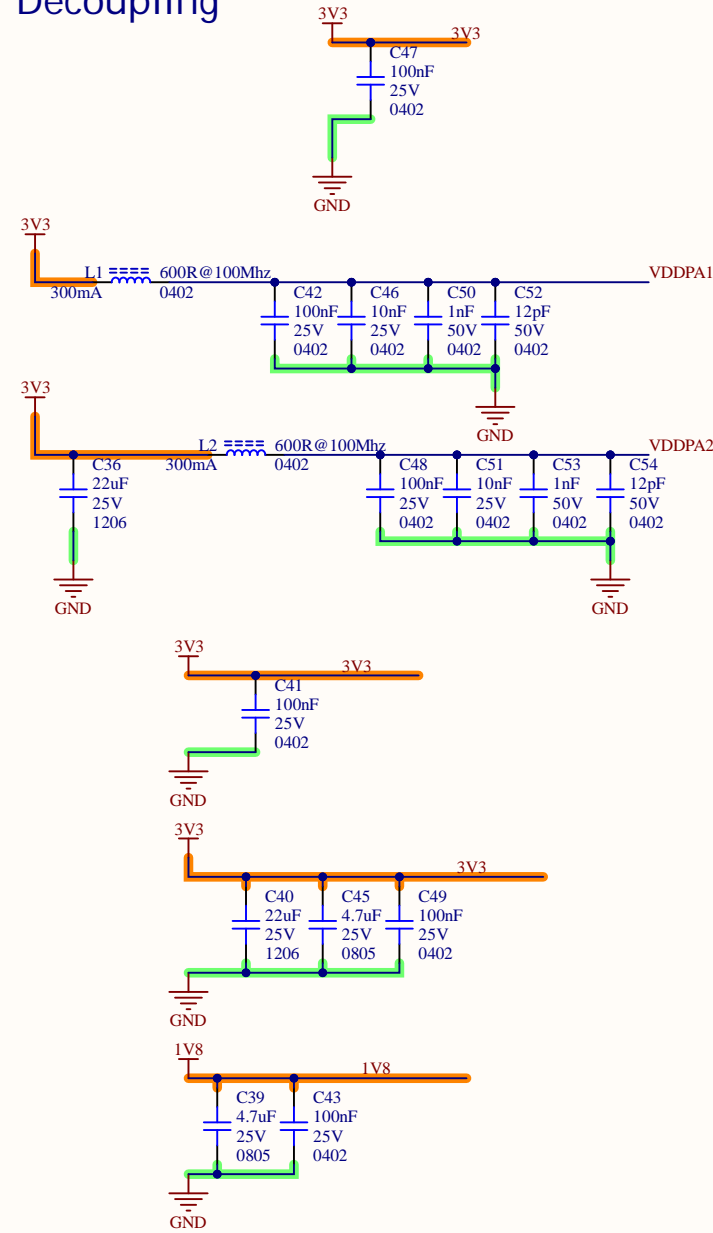 Decoupling
3V3
3V3
C47
100nF
25V
0402
GND
3V3
L1
600R@100Mhz
VDDPA1
300mA
0402
C42
100nF
25V
0402
C46
10nF
25V
0402
C50
1nF
50V
0402
C52
12pF
50V
0402
GND
3V3
L2
600R@100Mhz
VDDPA2
300mA
0402
C36
22uF
25V
1206
C48
100nF
25V
0402
C51
10nF
25V
0402
C53
1nF
50V
0402
C54
12pF
50V
0402
GND
GND
3V3
3V3
C41
100nF
25V
0402
GND
3V3
3V3
C40
22uF
25V
1206
C45
4.7uF
25V
0805
C49
100nF
25V
0402
GND
1V8
1V8
C39
4.7uF
25V
0805
C43
100nF
25V
0402
GND